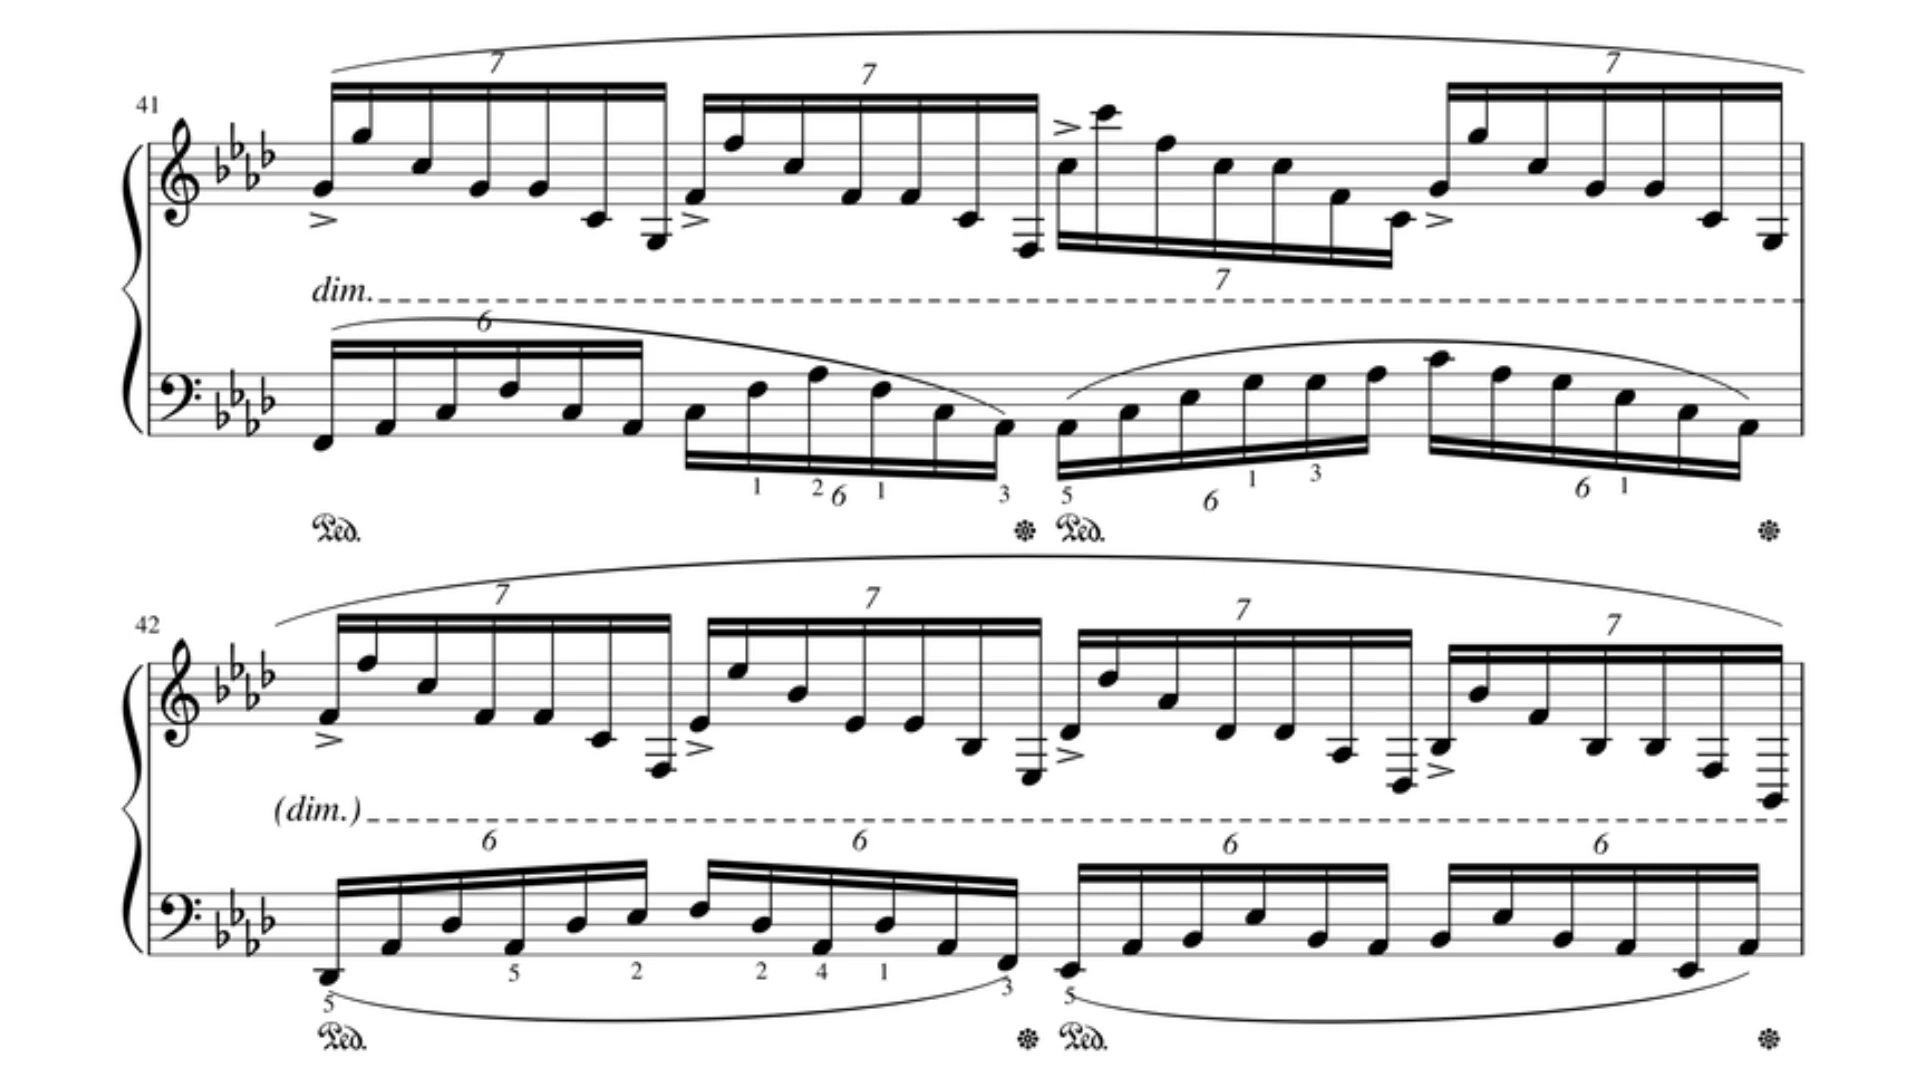 7 7 7
41
7
dim.
6
1 2 6 1 3 5 6 1 3 6 1
Ped. Ped.
7 7 7 7
42
(dim.)
6 6 6 6
5 5 2 2 4 1 3 5
Ped. Ped.